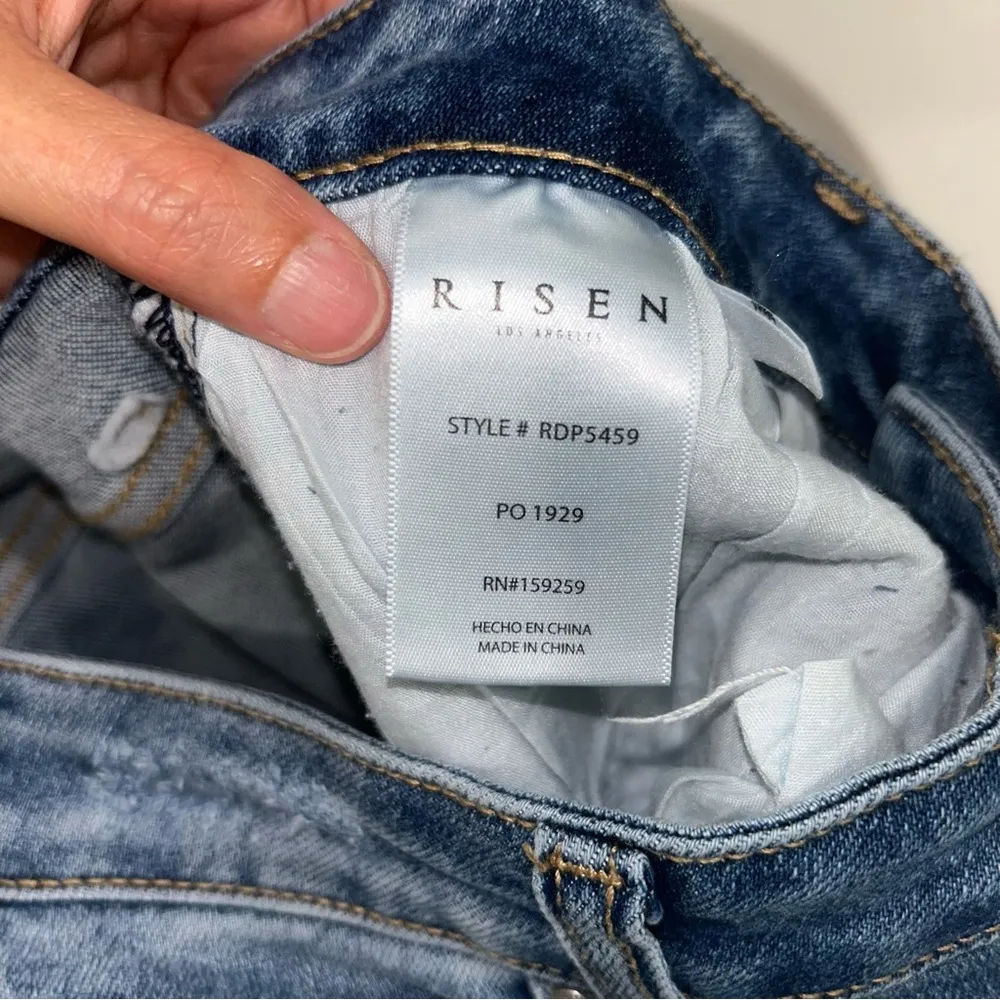 RISEN
LOS ANGELES
STYLE # RDP5459
PO 1929
RN#159259
HECHO EN CHINA
MADE IN CHINA